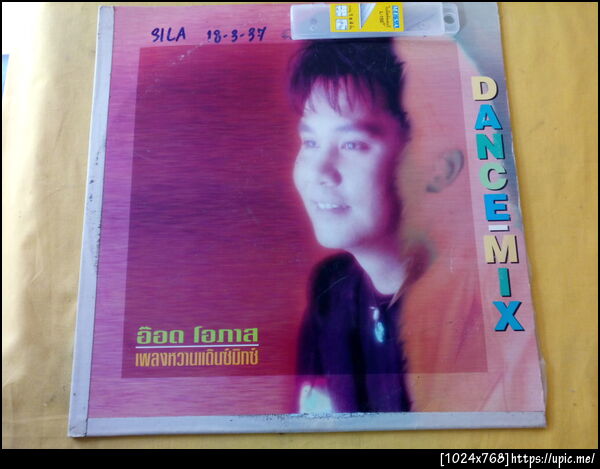 SILA 18-3-37
DANCE-MIX
อ๊อด โอภาส
เพลงหวานแด๊นซ์มิกซ์
[1024x768]https://upic.me/